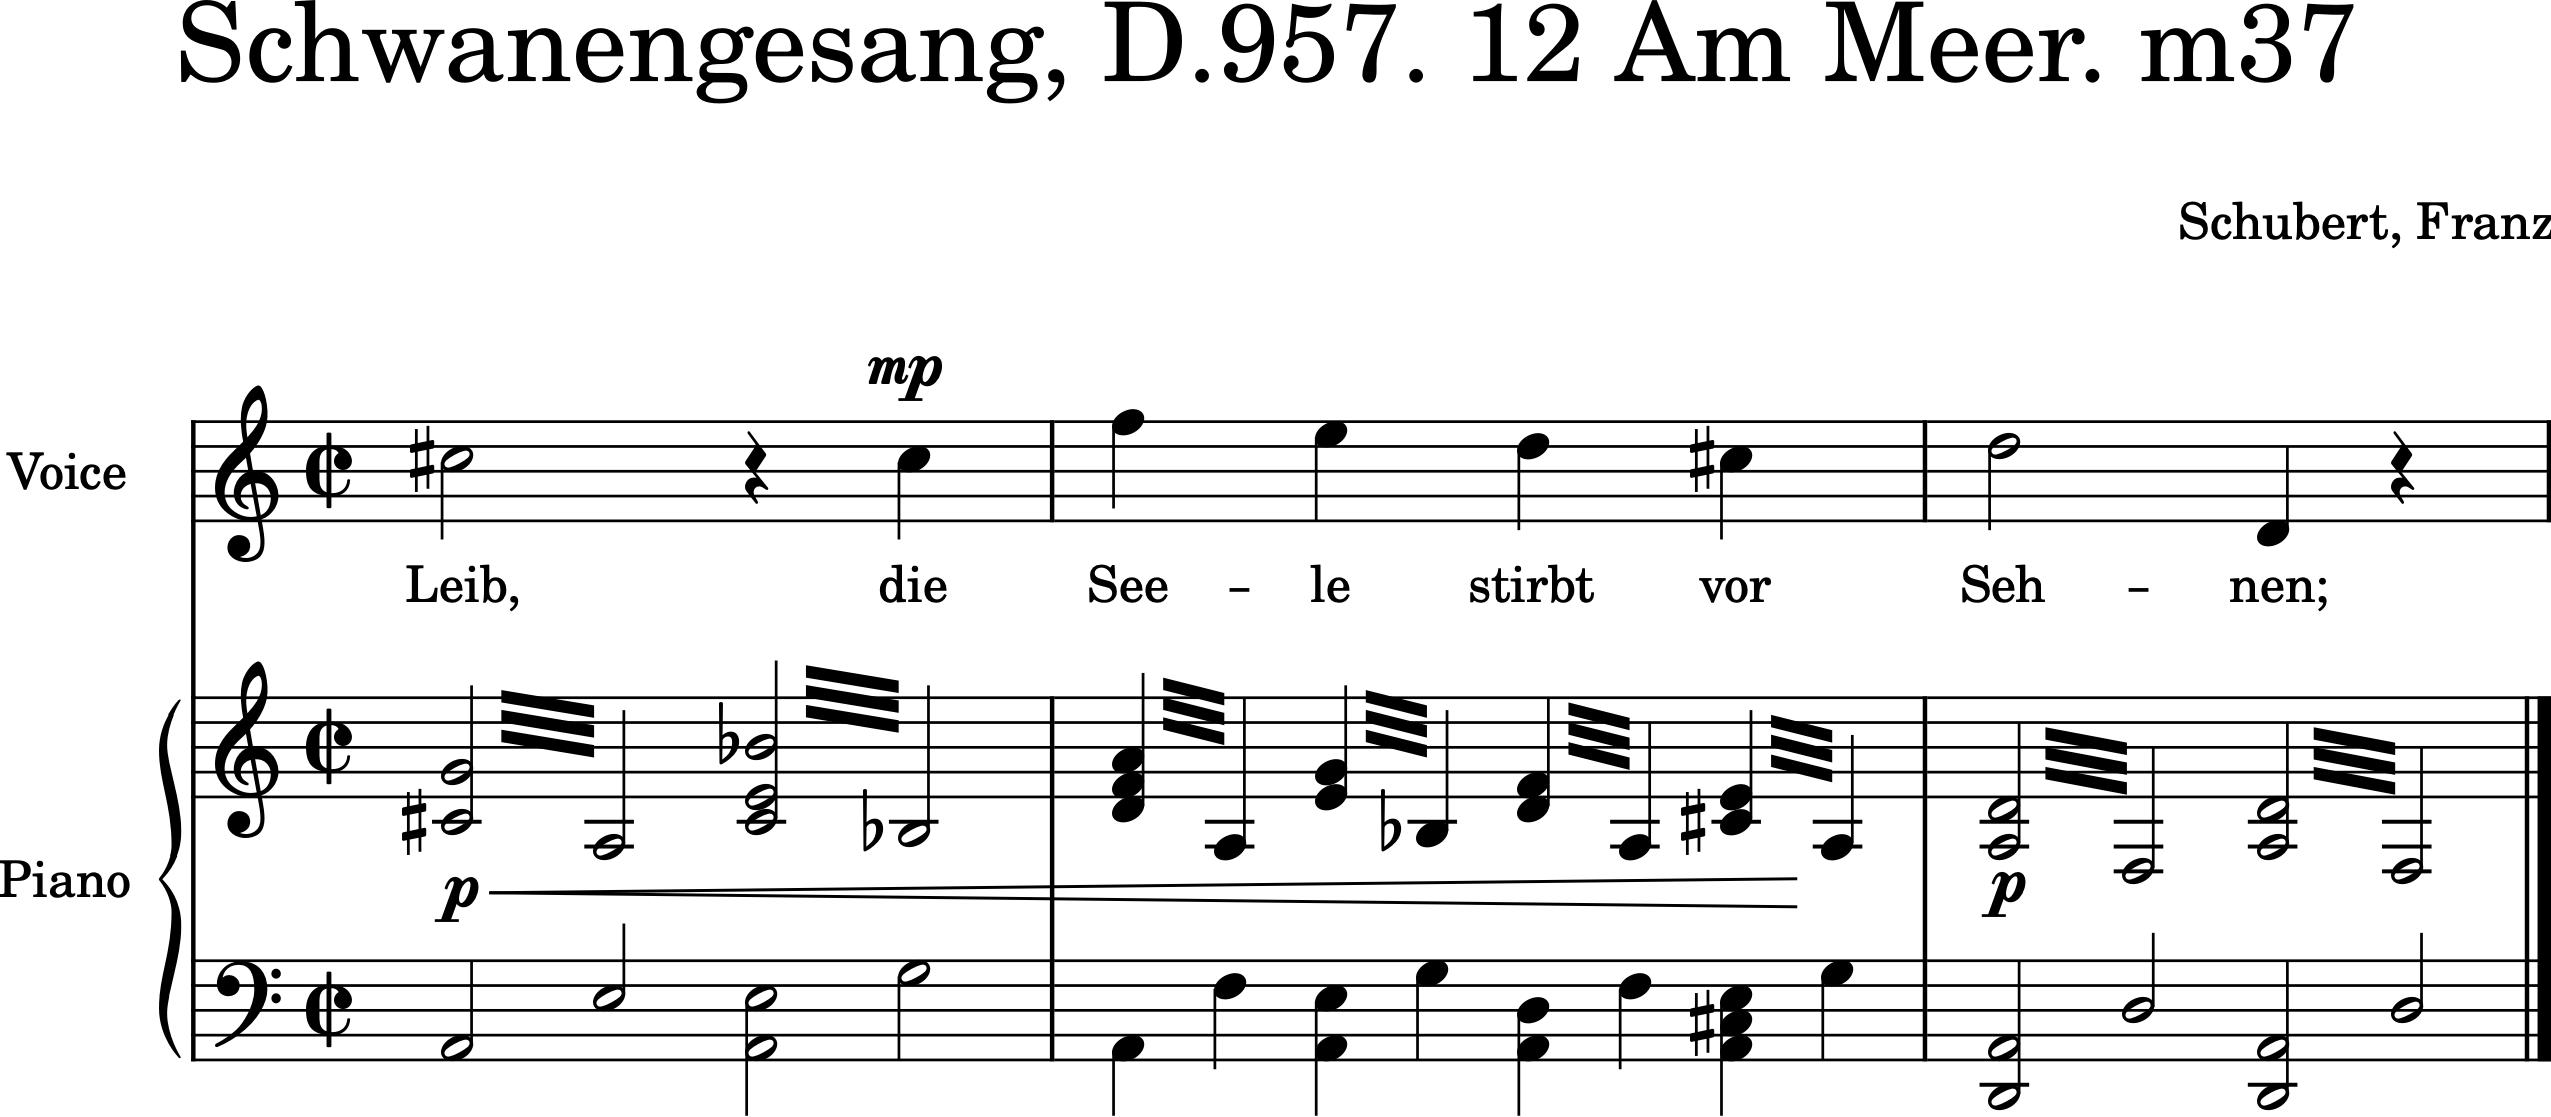 Schwanengesang, D.957. 12 Am Meer. m37
Schubert, Franz
mp
Voice
Leib, die See – le stirbt vor Seh – nen;
Piano
p p